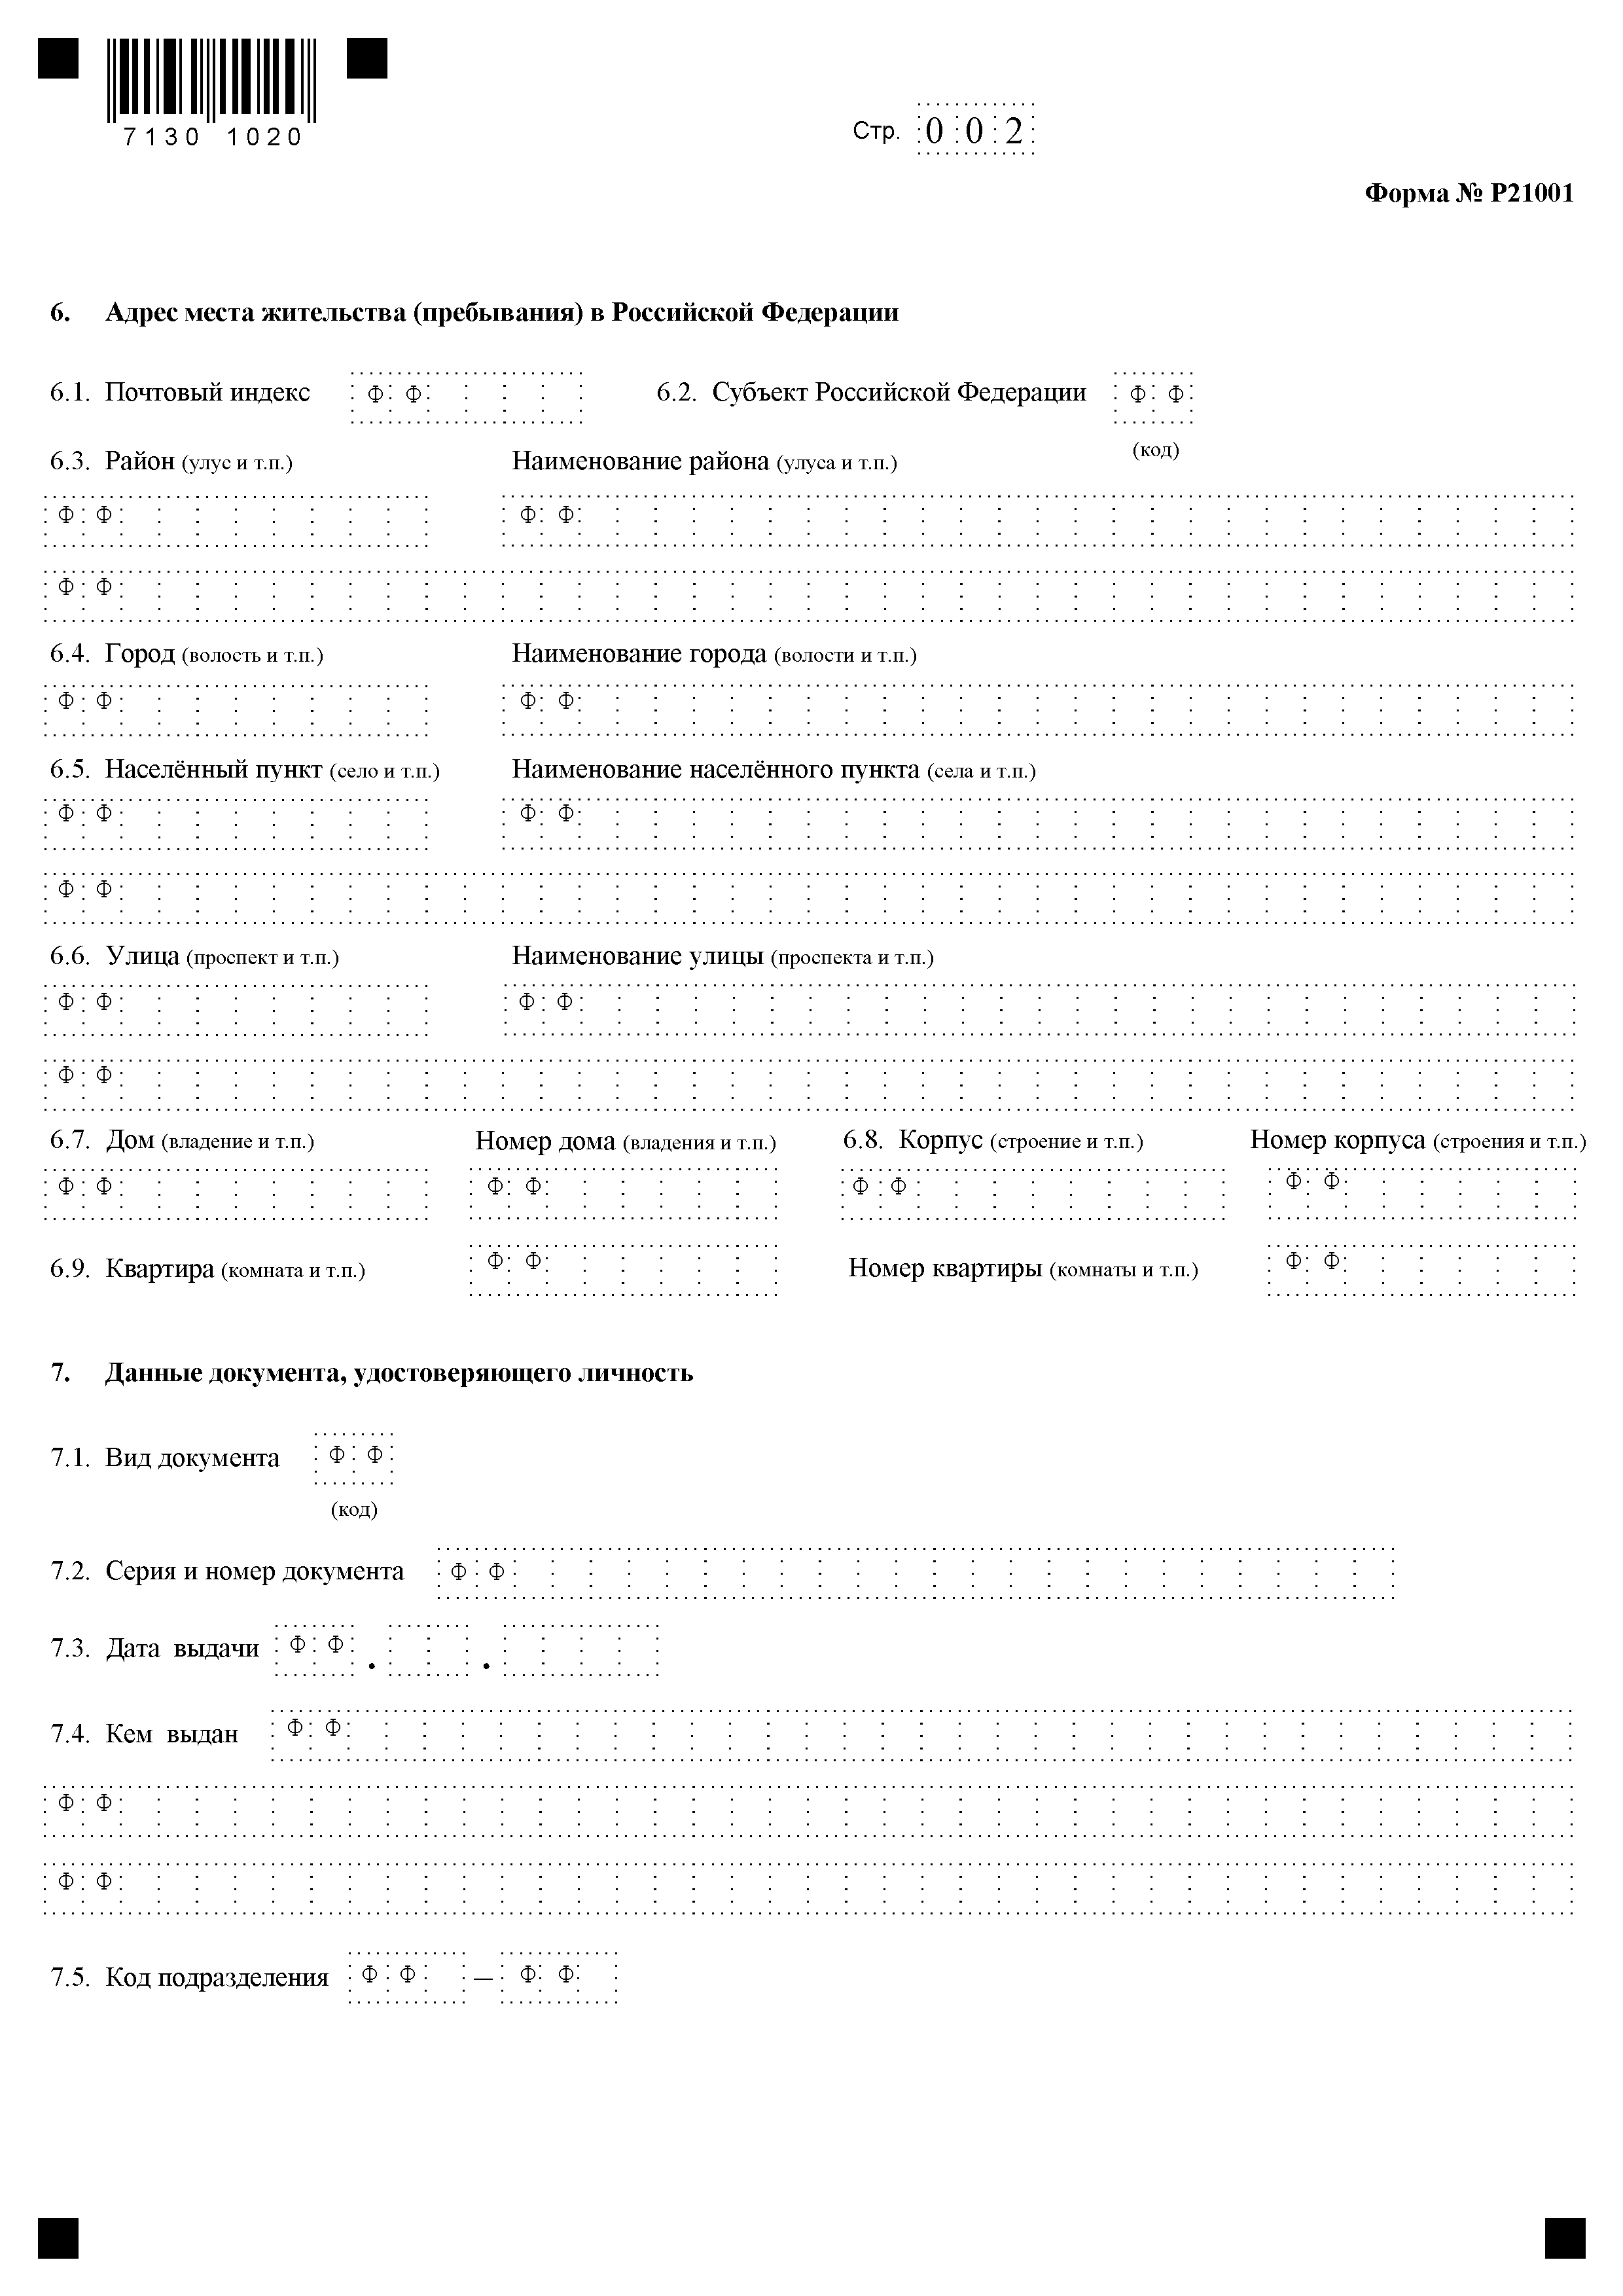 7130 1020
Стр. 002
Форма № Р21001
6. Адрес места жительства (пребывания) в Российской Федерации
6.1. Почтовый индекс Ф Ф 6.2. Субъект Российской Федерации Ф Ф
(код)
6.3. Район (улус и т.п.) Наименование района (улуса и т.п.)
Ф Ф Ф Ф
Ф Ф
6.4. Город (волость и т.п.) Наименование города (волости и т.п.)
Ф Ф Ф Ф
6.5. Населённый пункт (село и т.п.) Наименование населённого пункта (села и т.п.)
Ф Ф Ф Ф
Ф Ф
6.6. Улица (проспект и т.п.) Наименование улицы (проспекта и т.п.)
Ф Ф Ф Ф
Ф Ф
6.7. Дом (владение и т.п.) Номер дома (владения и т.п.) 6.8. Корпус (строение и т.п.) Номер корпуса (строения и т.п.)
Ф Ф Ф Ф Ф Ф Ф Ф
6.9. Квартира (комната и т.п.) Ф Ф Номер квартиры (комнаты и т.п.) Ф Ф
7. Данные документа, удостоверяющего личность
7.1. Вид документа Ф Ф
(код)
7.2. Серия и номер документа Ф Ф
7.3. Дата выдачи Ф Ф . .
7.4. Кем выдан Ф Ф
Ф Ф
Ф Ф
7.5. Код подразделения Ф Ф – Ф Ф